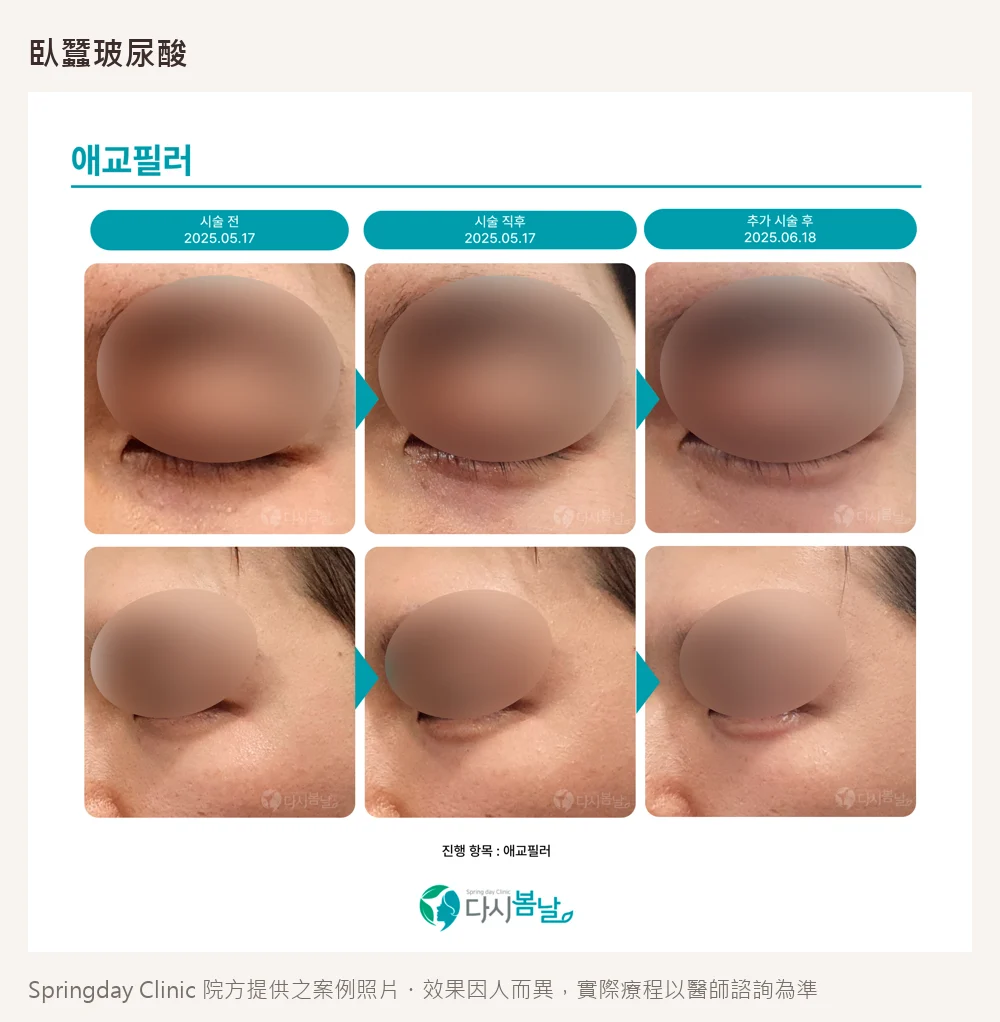 臥蠶玻尿酸
애교필러
시술 전
2025.05.17
시술 직후
2025.05.17
추가 시술 후
2025.06.18
다시봄날
다시봄날
다시봄날
다시봄날
다시봄날
다시봄날
진행 항목 : 애교필러
Spring day Clinic
다시봄날
Springday Clinic 院方提供之案例照片・效果因人而異，實際療程以醫師諮詢為準